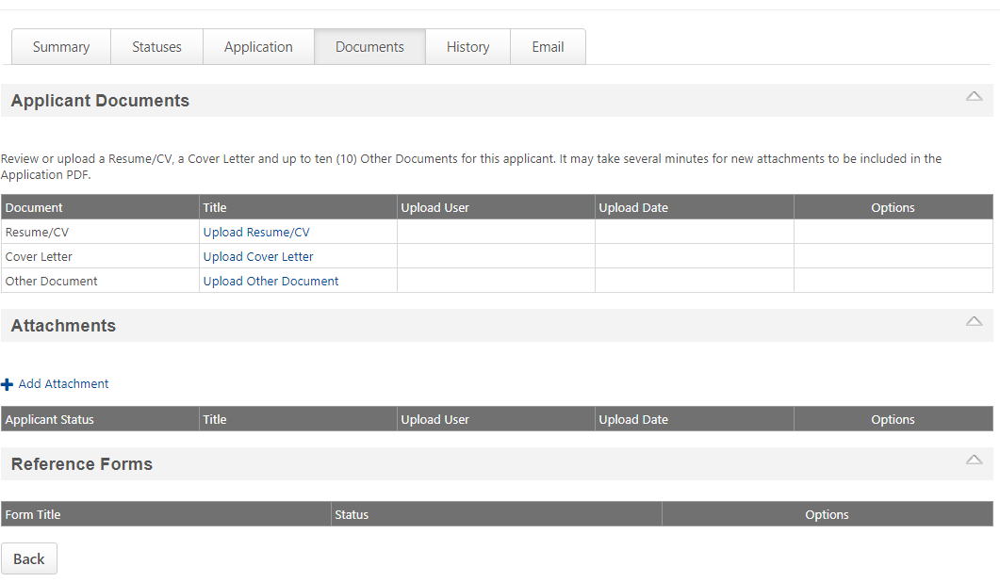 Summary Statuses Application Documents History Email
Applicant Documents
Review or upload a Resume/CV, a Cover Letter and up to ten (10) Other Documents for this applicant. It may take several minutes for new attachments to be included in the
Application PDF.
Document Title Upload User Upload Date Options
Resume/CV Upload Resume/CV
Cover Letter Upload Cover Letter
Other Document Upload Other Document
Attachments
Add Attachment
Applicant Status Title Upload User Upload Date Options
Reference Forms
Form Title Status Options
Back